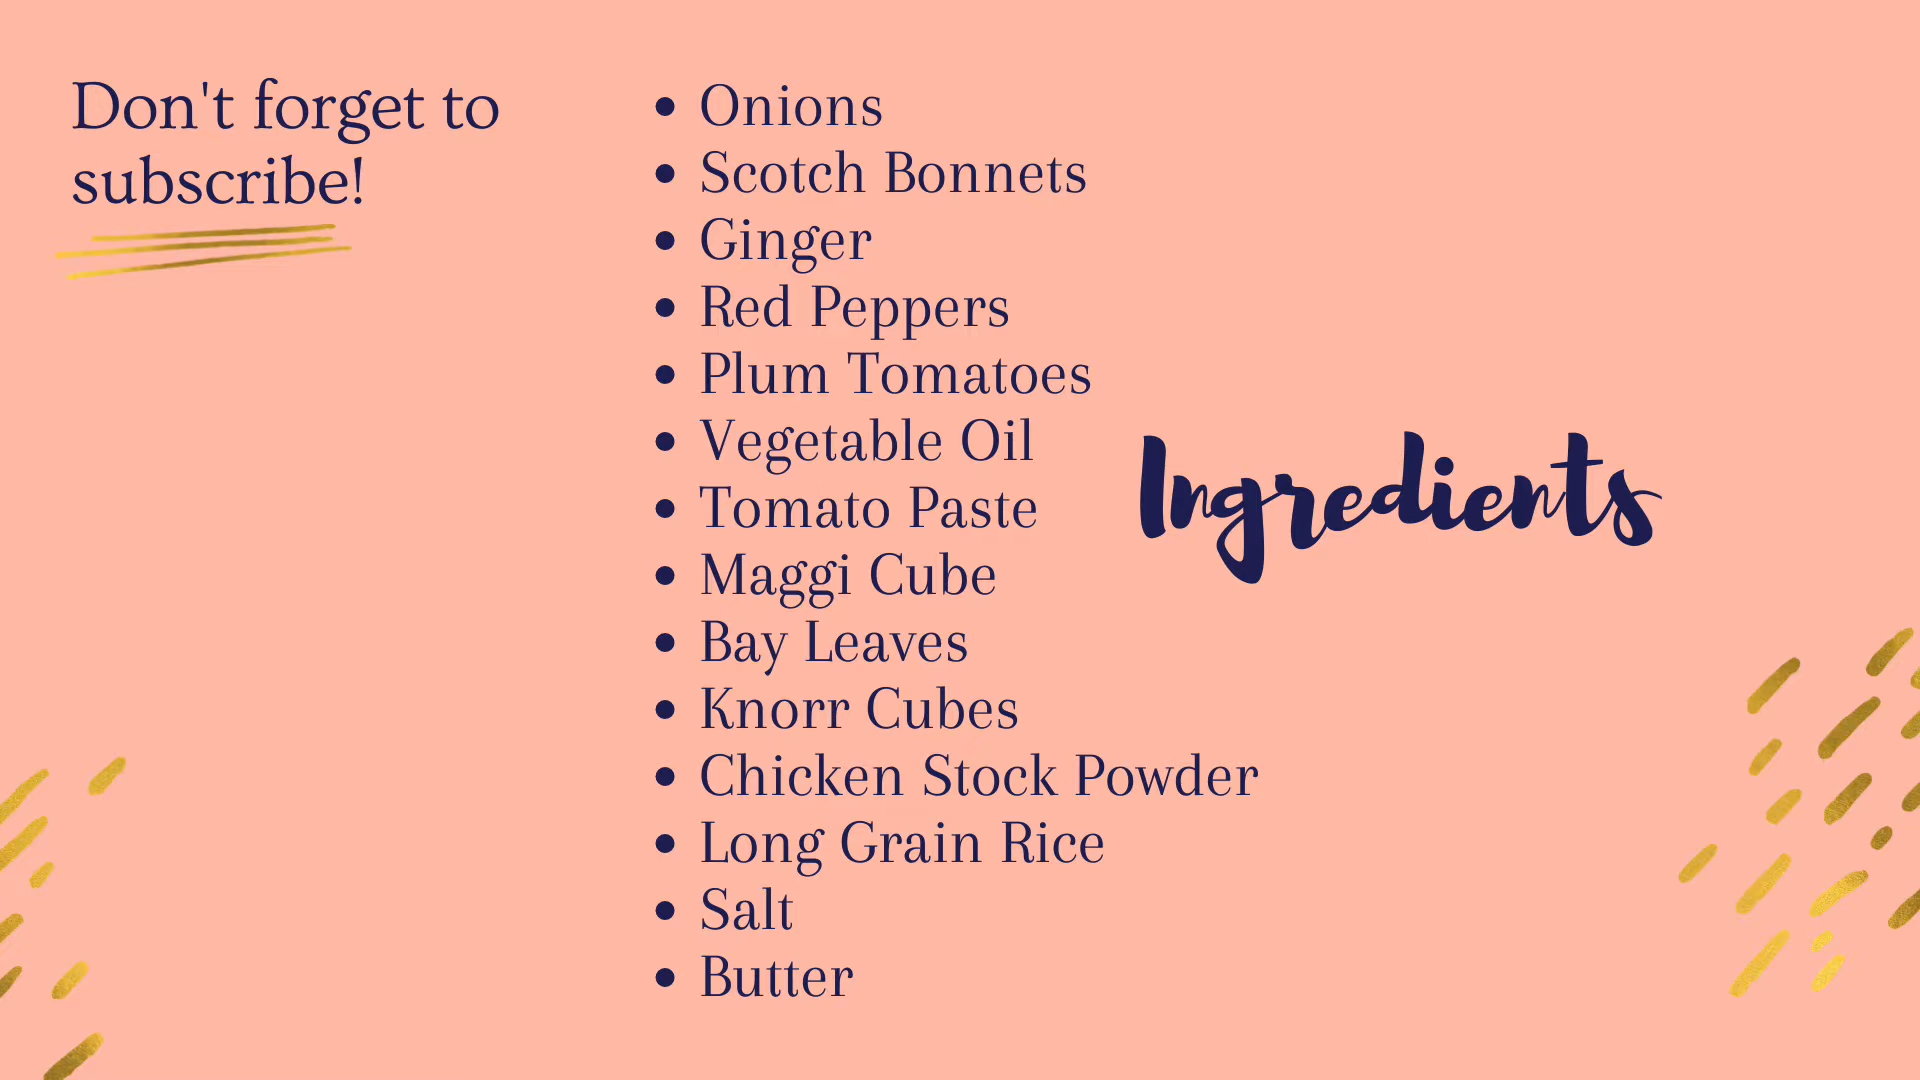 Don't forget to
subscribe!
• Onions
• Scotch Bonnets
• Ginger
• Red Peppers
• Plum Tomatoes
• Vegetable Oil
• Tomato Paste
• Maggi Cube
• Bay Leaves
• Knorr Cubes
• Chicken Stock Powder
• Long Grain Rice
• Salt
• Butter
Ingredients